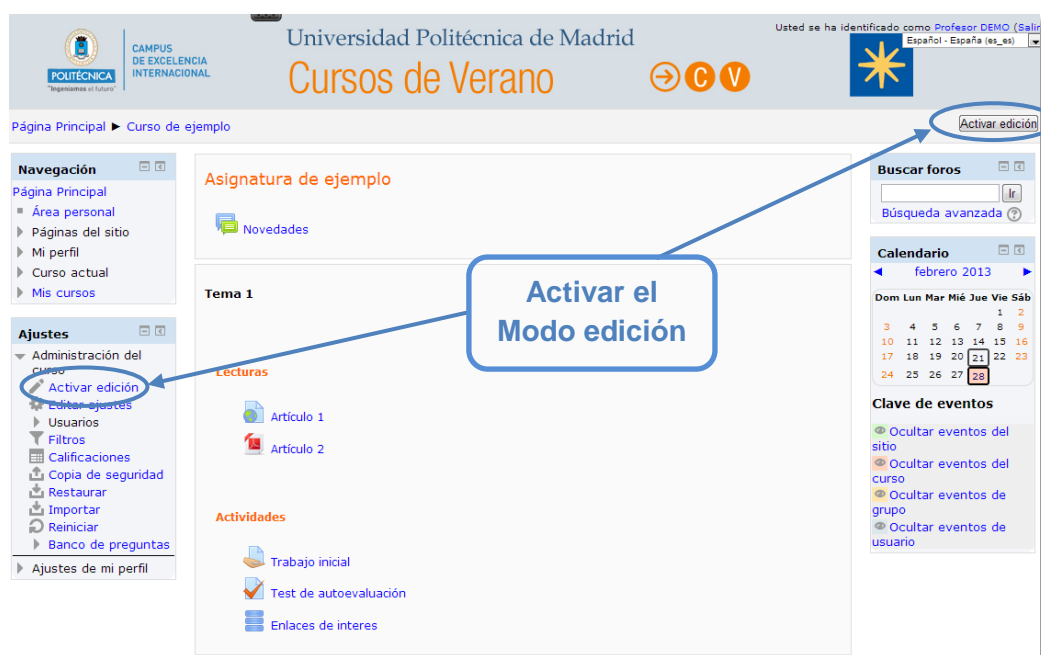 CAMPUS
DE EXCELENCIA
INTERNACIONAL
POLITÉCNICA
"Ingeniamos el futuro"
Universidad Politécnica de Madrid
Cursos de Verano
C V
Usted se ha identificado como Profesor DEMO (Salir
Español - España (es_es)
Página Principal ► Curso de ejemplo
Activar edición
Navegación
Página Principal
Área personal
Páginas del sitio
Mi perfil
Curso actual
Mis cursos
Ajustes
Administración del
curso
Activar edición
Editar ajustes
Usuarios
Filtros
Calificaciones
Copia de seguridad
Restaurar
Importar
Reiniciar
Banco de preguntas
Ajustes de mi perfil
Asignatura de ejemplo
Novedades
Activar el
Modo edición
Tema 1
Lecturas
Artículo 1
Artículo 2
Actividades
Trabajo inicial
Test de autoevaluación
Enlaces de interes
Buscar foros
Ir
Búsqueda avanzada ?
Calendario
◄ febrero 2013 ►
Dom Lun Mar Mié Jue Vie Sáb
1 2
3 4 5 6 7 8 9
10 11 12 13 14 15 16
17 18 19 20 21 22 23
24 25 26 27 28
Clave de eventos
Ocultar eventos del
sitio
Ocultar eventos del
curso
Ocultar eventos de
grupo
Ocultar eventos de
usuario